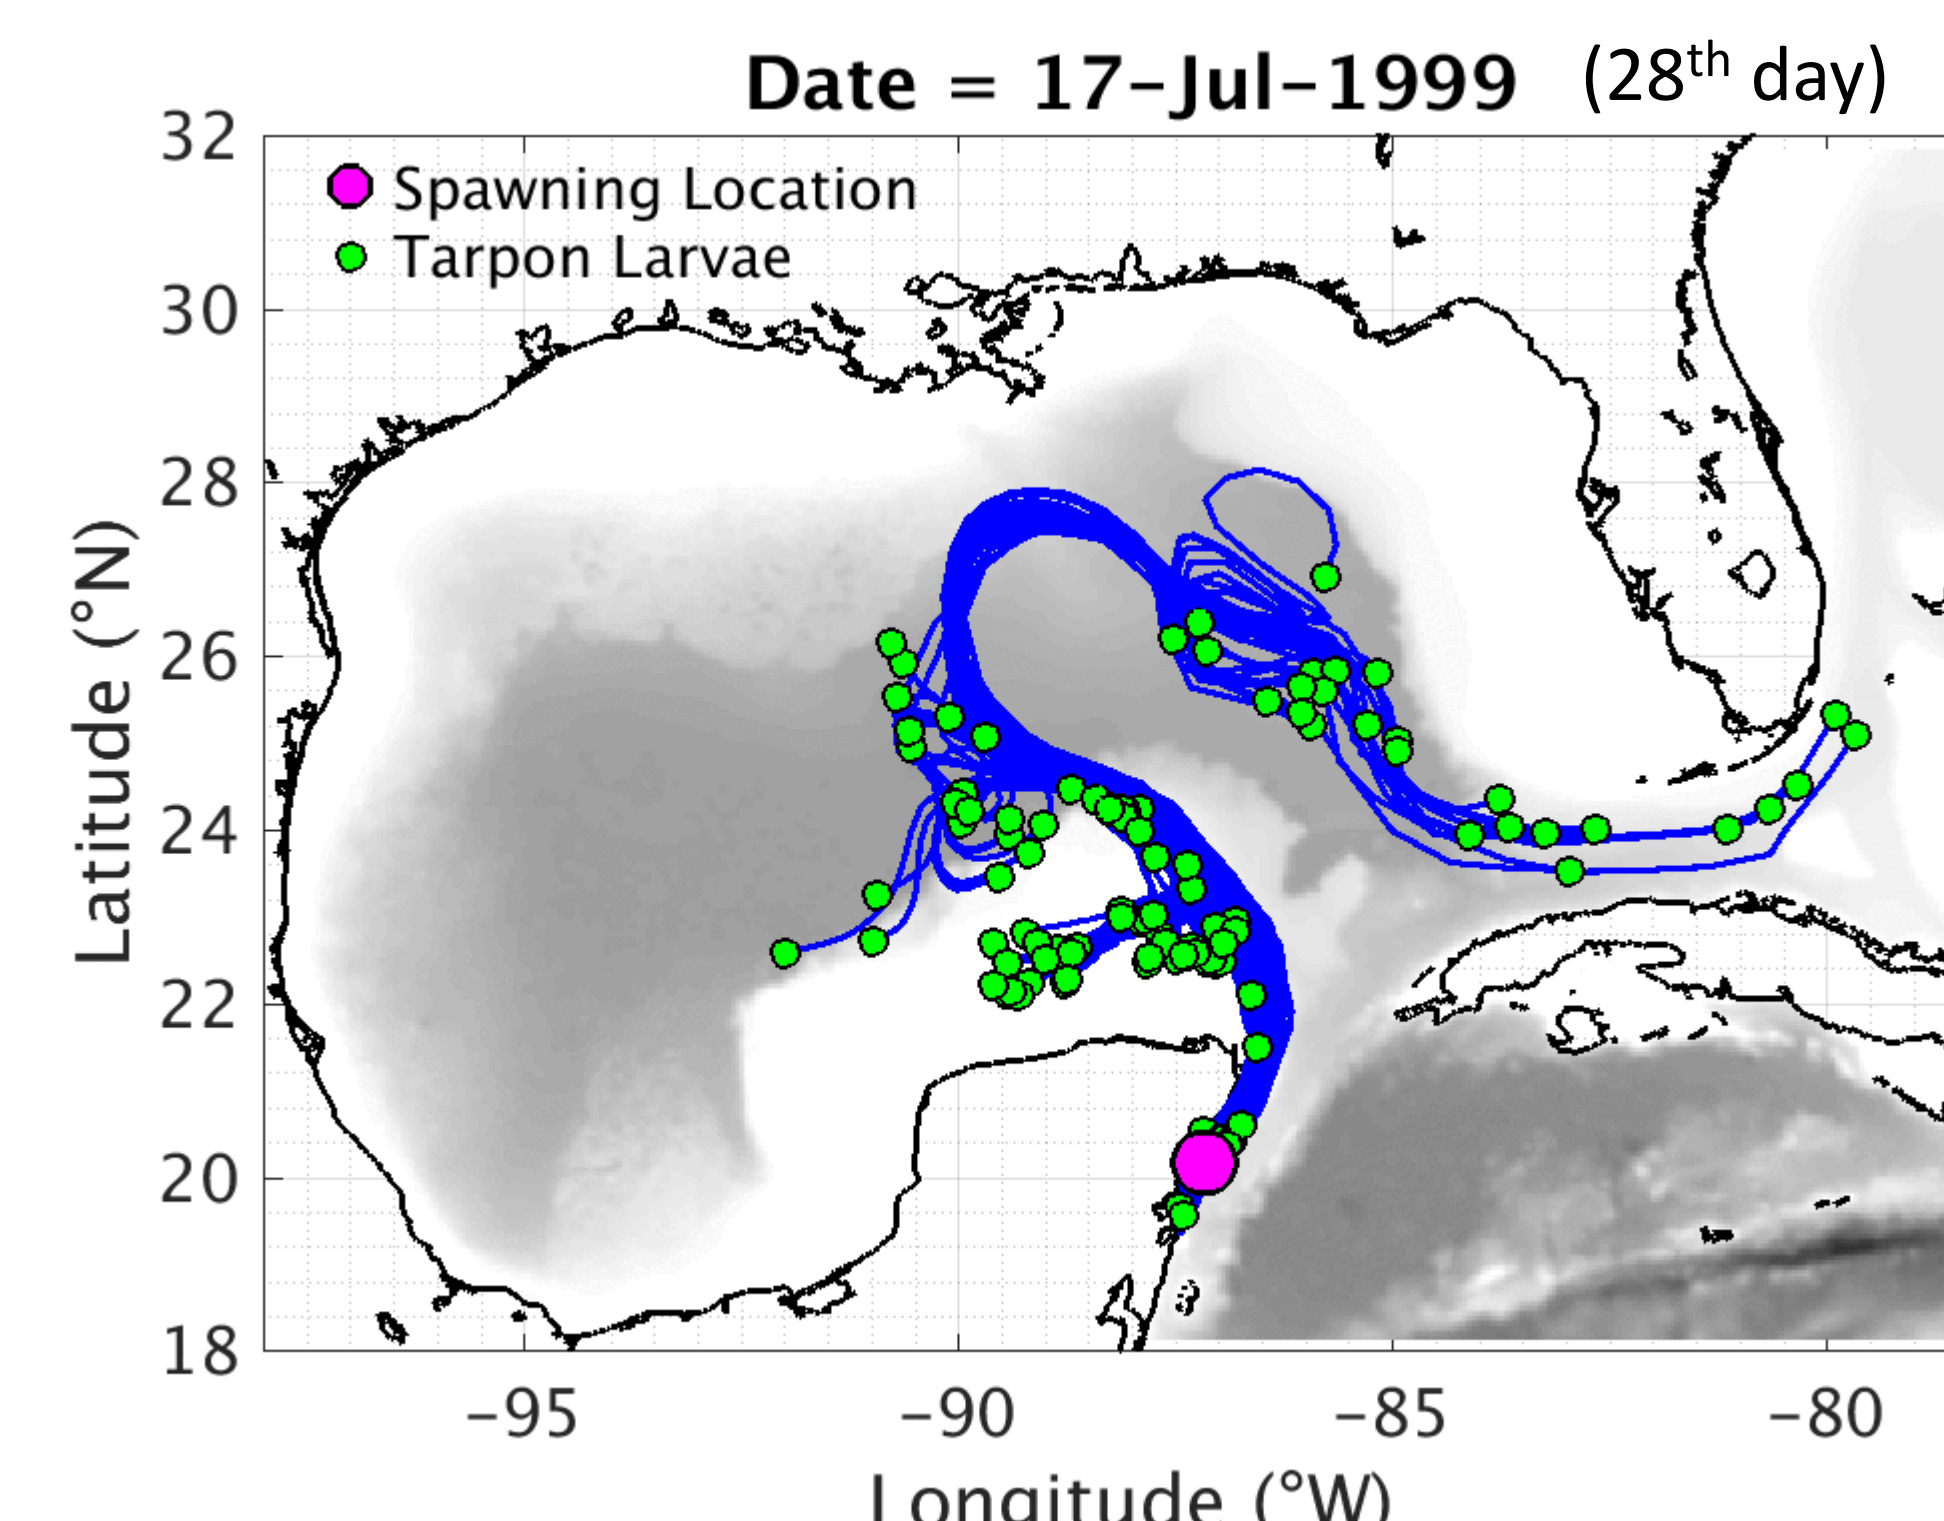 Date = 17-Jul-1999 (28th day)
Spawning Location
Tarpon Larvae
32
30
28
26
24
22
20
18
Latitude (°N)
-95 -90 -85 -80
Longitude (°W)